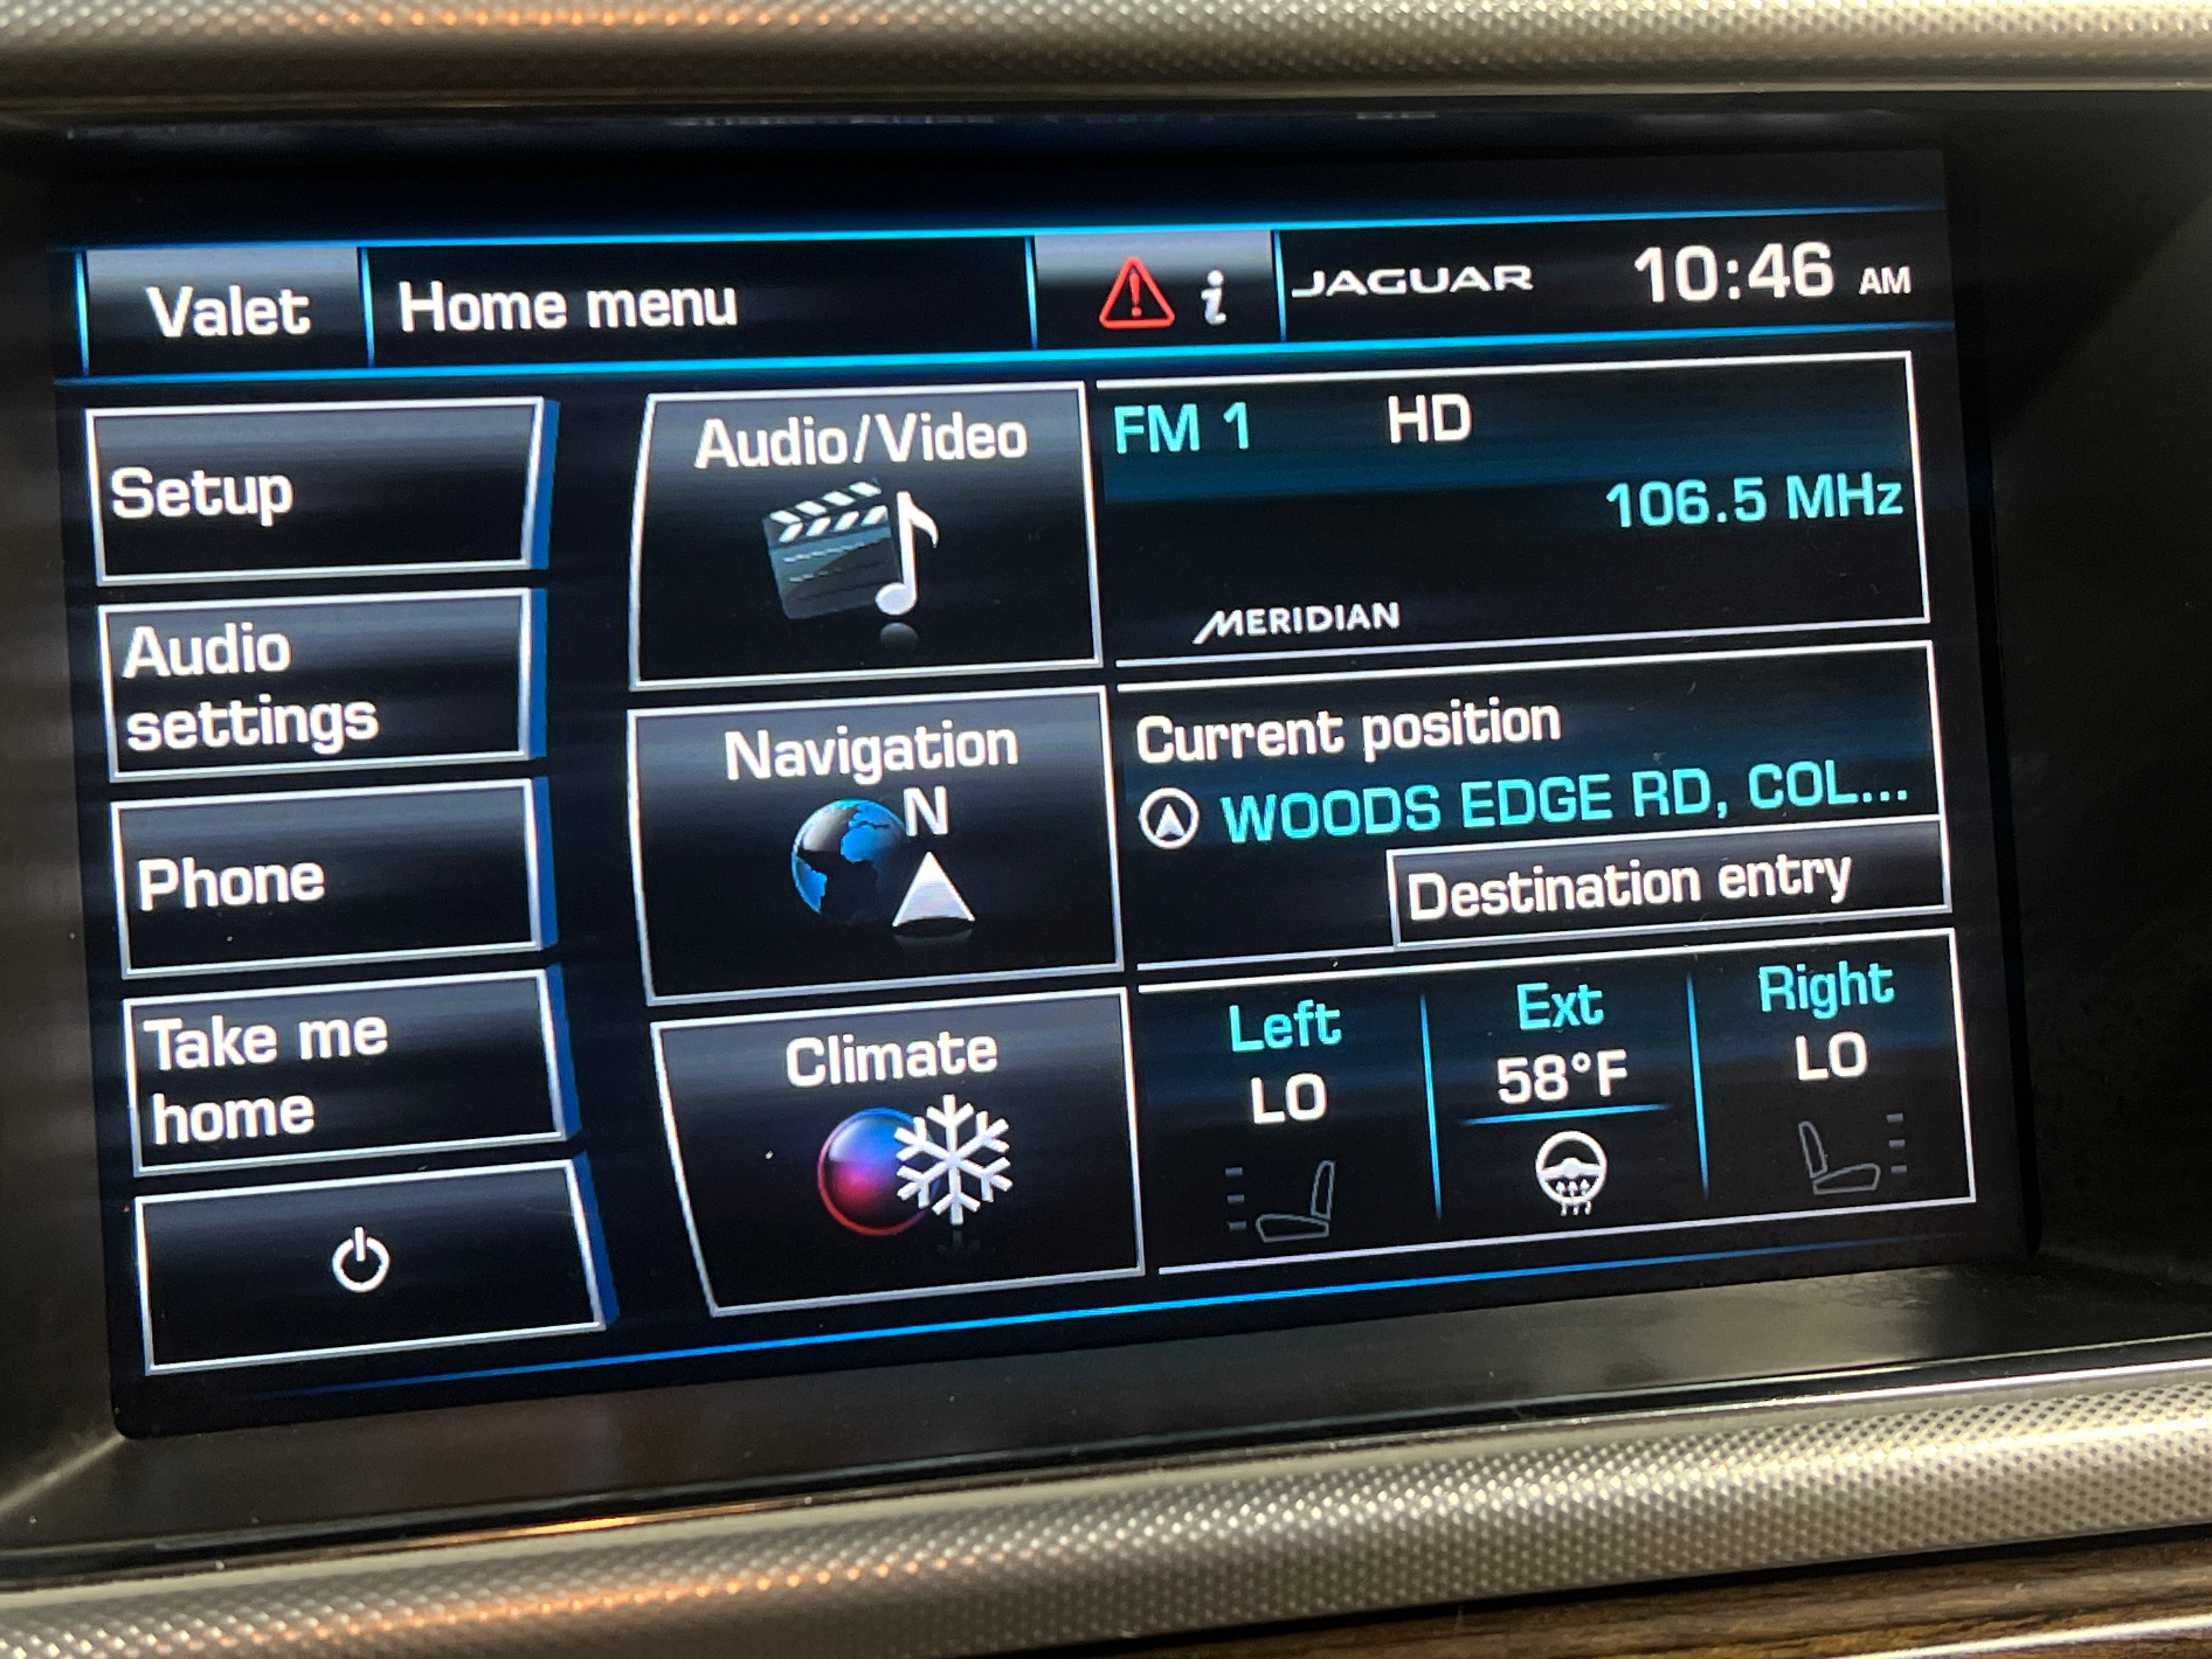 Valet
Home menu
i
JAGUAR
10:46 AM
Setup
Audio
settings
Phone
Take me
home
Audio/Video
Navigation
N
Climate
FM 1
HD
106.5 MHz
MERIDIAN
Current position
WOODS EDGE RD, COL...
Destination entry
Left
LO
Ext
58°F
Right
LO